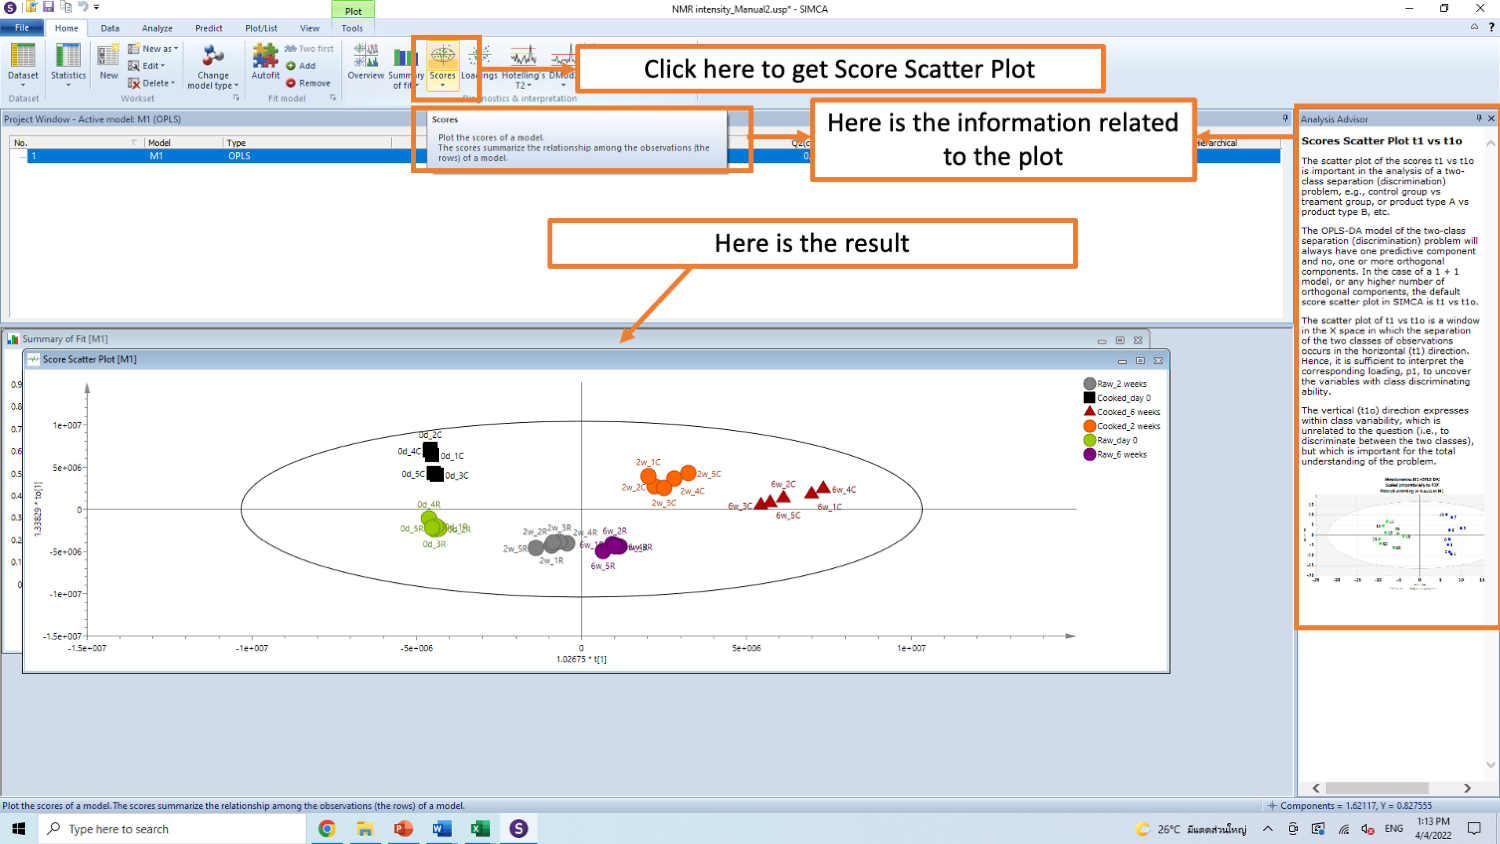 Plot
NMR intensity_Manual2.usp* - SIMCA
File Home Data Analyze Predict Plot/List View Tools
Dataset
Statistics
New
New as
Edit
Delete
Change
model type
Autofit
Two first
Add
Remove
Overview
Summary
of fit
Scores
Loadings
Hotelling's
T2
Dataset
Workset
Fit model
Diagnostics & interpretation
Click here to get Score Scatter Plot
Project Window - Active model: M1 (OPLS)
No. Model Type
1 M1 OPLS
Scores
Plot the scores of a model.
The scores summarize the relationship among the observations (the
rows) of a model.
Here is the information related
to the plot
Here is the result
Analysis Advisor
Scores Scatter Plot t1 vs t1o
The scatter plot of the scores t1 vs t1o
is important in the analysis of a two-
class separation (discrimination)
problem, e.g., control group vs
treament group, or product type A vs
product type B, etc.
The OPLS-DA model of the two-class
separation (discrimination) problem will
always have one predictive component
and no, one or more orthogonal
components. In the case of a 1 + 1
model, or any higher number of
orthogonal components, the default
score scatter plot in SIMCA is t1 vs t1o.
The scatter plot of t1 vs t1o is a window
in the X space in which the separation
of the two classes of observations
occurs in the horizontal (t1) direction.
Hence, it is sufficient to interpret the
corresponding loading, p1, to uncover
the variables with class discriminating
ability.
The vertical (t1o) direction expresses
within class variability, which is
unrelated to the question (i.e., to
discriminate between the two classes),
but which is important for the total
understanding of the problem.
Summary of Fit [M1]
Score Scatter Plot [M1]
Raw_2 weeks
Cooked_day 0
Cooked_6 weeks
Cooked_2 weeks
Raw_day 0
Raw_6 weeks
1e+007
5e+006
0
-5e+006
-1e+007
-1.5e+007
1.33829 * to[1]
0d_2C
0d_4C
0d_1C
0d_5C
0d_3C
0d_4R
0d_5R
0d_2R
0d_3R
2w_1C
2w_5C
2w_2C
2w_4C
2w_3C
6w_2C
6w_4C
6w_3C
6w_1C
6w_5C
2w_2R
2w_3R
2w_4R
2w_5R
2w_1R
6w_2R
6w_5R
-1.5e+007 -1e+007 -5e+006 0 5e+006 1e+007
1.02675 * t[1]
Plot the scores of a model.The scores summarize the relationship among the observations (the rows) of a model.
Components = 1.62117, Y = 0.827555
Type here to search
26°C มีแดดส่วนใหญ่
ENG
1:13 PM
4/4/2022